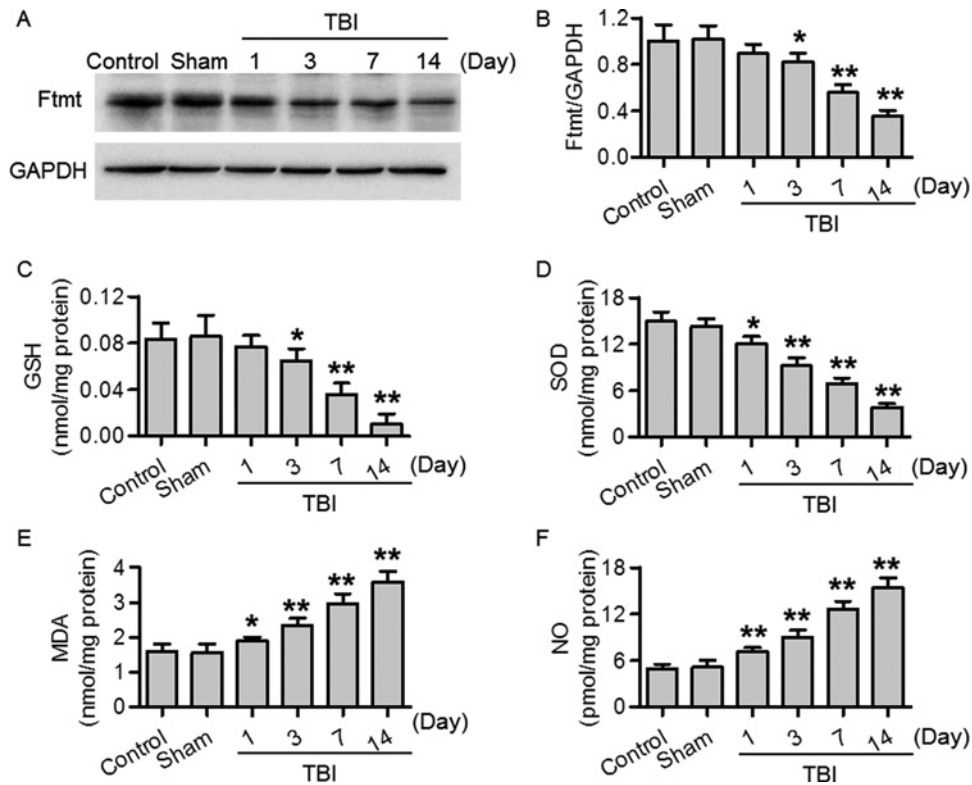 A
TBI
Control Sham 1 3 7 14 (Day)
Ftmt
GAPDH
B
Ftmt/GAPDH
1.2
0.8
0.4
0.0
*
**
**
Control Sham 1 3 7 14 (Day)
TBI
C
GSH
(nmol/mg protein)
0.12
0.08
0.04
0.00
*
**
**
Control Sham 1 3 7 14 (Day)
TBI
D
SOD
(nmol/mg protein)
18
12
6
0
*
**
**
**
Control Sham 1 3 7 14 (Day)
TBI
E
MDA
(nmol/mg protein)
4
3
2
1
0
*
**
**
**
Control Sham 1 3 7 14 (Day)
TBI
F
NO
(pmol/mg protein)
18
12
6
0
**
**
**
**
Control Sham 1 3 7 14 (Day)
TBI